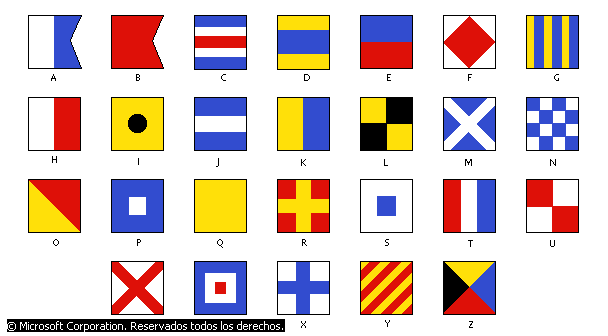 A B C D E F G
H I J K L M N
O P Q R S T U
X Y Z
© Microsoft Corporation. Reservados todos los derechos.